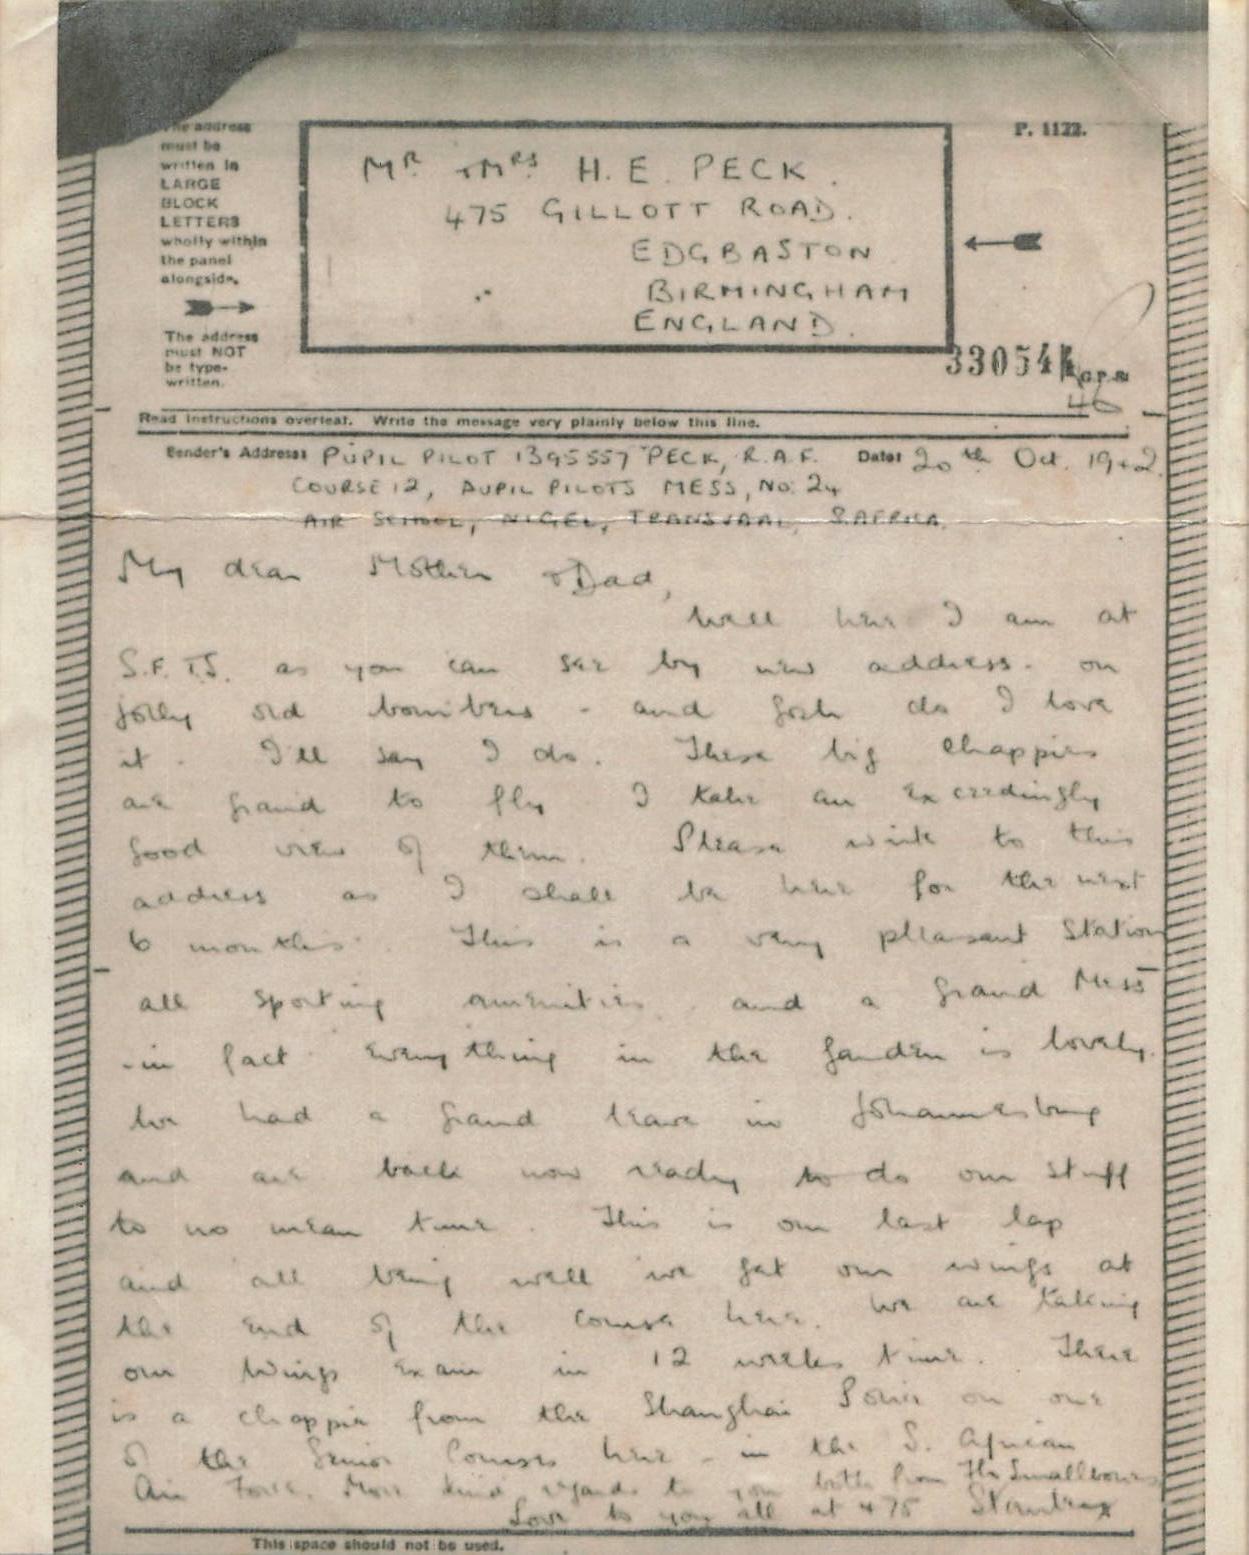 The address
must be
written in
LARGE
BLOCK
LETTERS
wholly within
the panel
alongside.
The address
must NOT
be type-
written.
P. 1122.
Mr + Mrs H. E. PECK.
475 GILLOTT ROAD.
EDGBASTON
BIRMINGHAM
ENGLAND.
33054
46
Read instructions overleaf. Write the message very plainly below this line.
Sender's Address: PUPIL PILOT 1395557 PECK, R.A.F. Date: 20th Oct. 1942.
COURSE 12, PUPIL PILOTS MESS, No. 24
AIR SCHOOL, NIGEL, TRANSVAAL, S. AFRICA.
My dear Mother + Dad,
Well here I am at
S.F.T.S. as you can see by new address - on
jolly old bombers - and gosh do I love
it. I'll say I do. These big chappies
are grand to fly I take an exceedingly
good view of them. Please write to this
address as I shall be here for the next
6 months. This is a very pleasant Station
all sporting amenities and a grand Mess
- in fact everything in the garden is lovely.
We had a grand leave in Johannesburg
and are back now ready to do our stuff
to no mean tune. This is our last lap
and all being well we get our wings at
the end of the course here. We are taking
our Wings exam in 12 weeks time. There
is a chappie from the Shanghai Police on one
of the Senior Courses here - in the S. African
Air Force. Most kind regards to you both from The Smallbones
Love to you all at 475
This space should not be used.